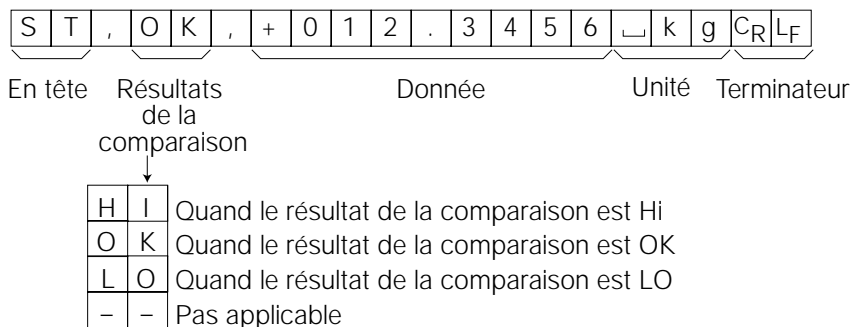 S T , O K , + 0 1 2 . 3 4 5 6 ⎵ k g CR LF
En tête Résultats de la comparaison Donnée Unité Terminateur
H I Quand le résultat de la comparaison est Hi
O K Quand le résultat de la comparaison est OK
L O Quand le résultat de la comparaison est LO
– – Pas applicable